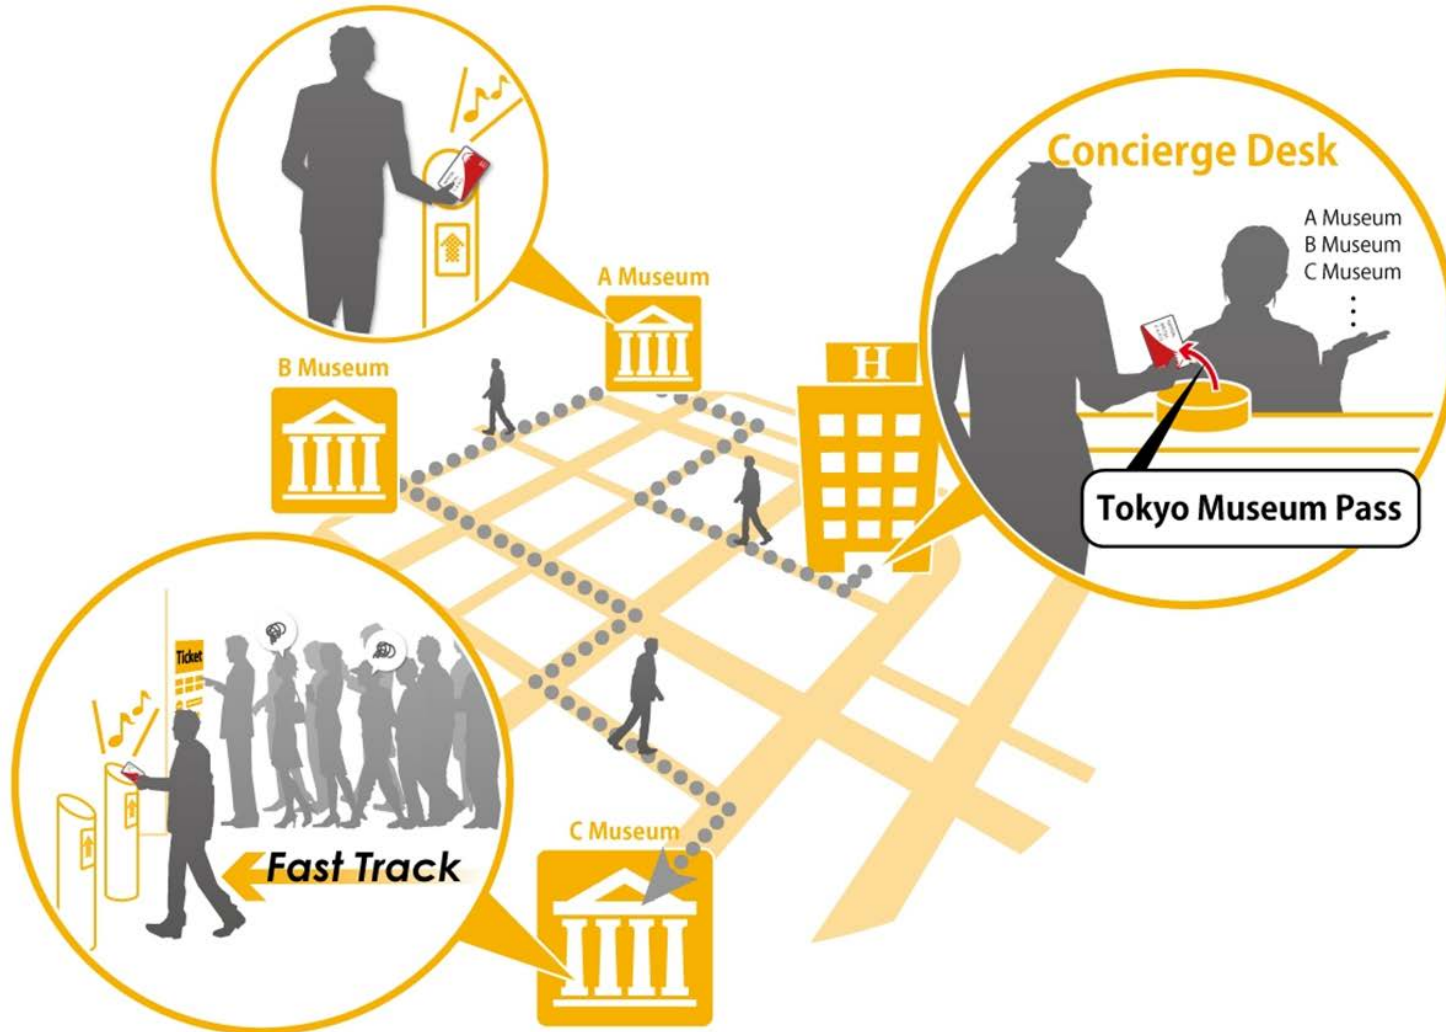 Concierge Desk
A Museum
B Museum
C Museum
A Museum
B Museum
H
Tokyo Museum Pass
Ticket
Fast Track
C Museum